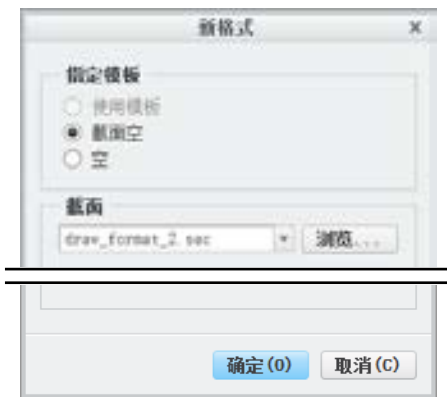 新格式
指定模板
使用模板
截面空
空
截面
draw_format_2.sec 浏览...
确定(O) 取消(C)